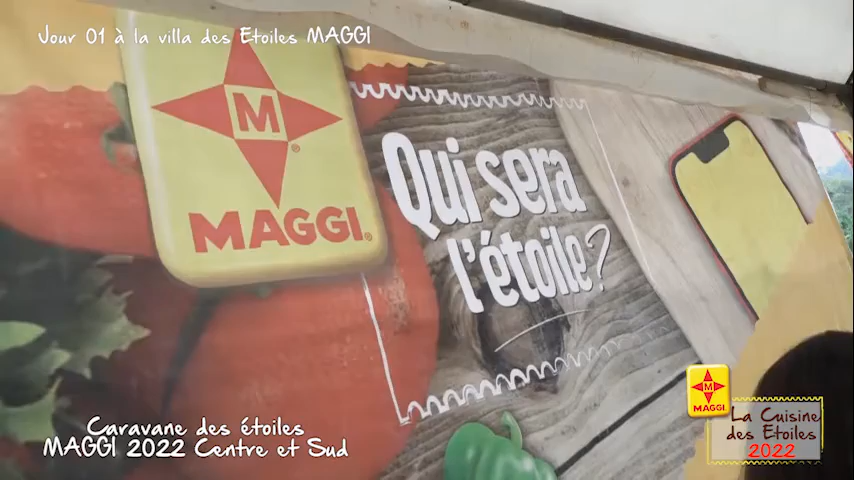 Jour 01 à la villa des Etoiles MAGGI
M
MAGGI®
Qui sera
l'étoile?
Caravane des étoiles
MAGGI 2022 Centre et Sud
M
MAGGI
La Cuisine
des Etoiles
2022